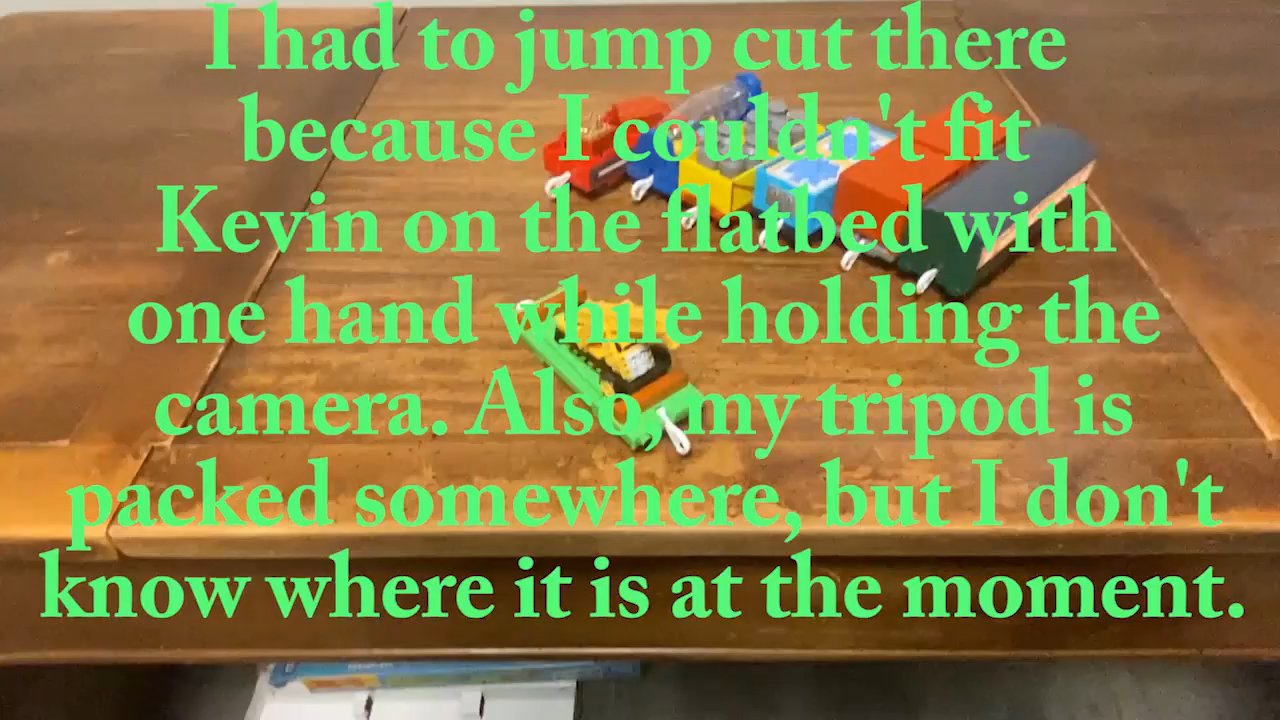 I had to jump cut there
because I couldn't fit
Kevin on the flatbed with
one hand while holding the
camera. Also, my tripod is
packed somewhere, but I don't
know where it is at the moment.